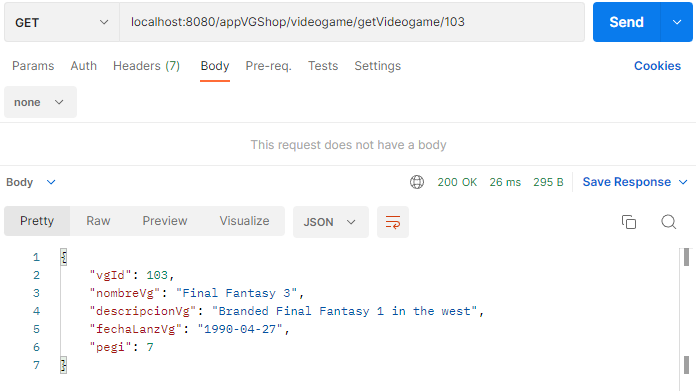 GET localhost:8080/appVGShop/videogame/getVideogame/103 Send
Params Auth Headers (7) Body Pre-req. Tests Settings Cookies
none
This request does not have a body
Body 200 OK 26 ms 295 B Save Response
Pretty Raw Preview Visualize JSON
1 {
2 "vgId": 103,
3 "nombreVg": "Final Fantasy 3",
4 "descripcionVg": "Branded Final Fantasy 1 in the west",
5 "fechaLanzVg": "1990-04-27",
6 "pegi": 7
7 }